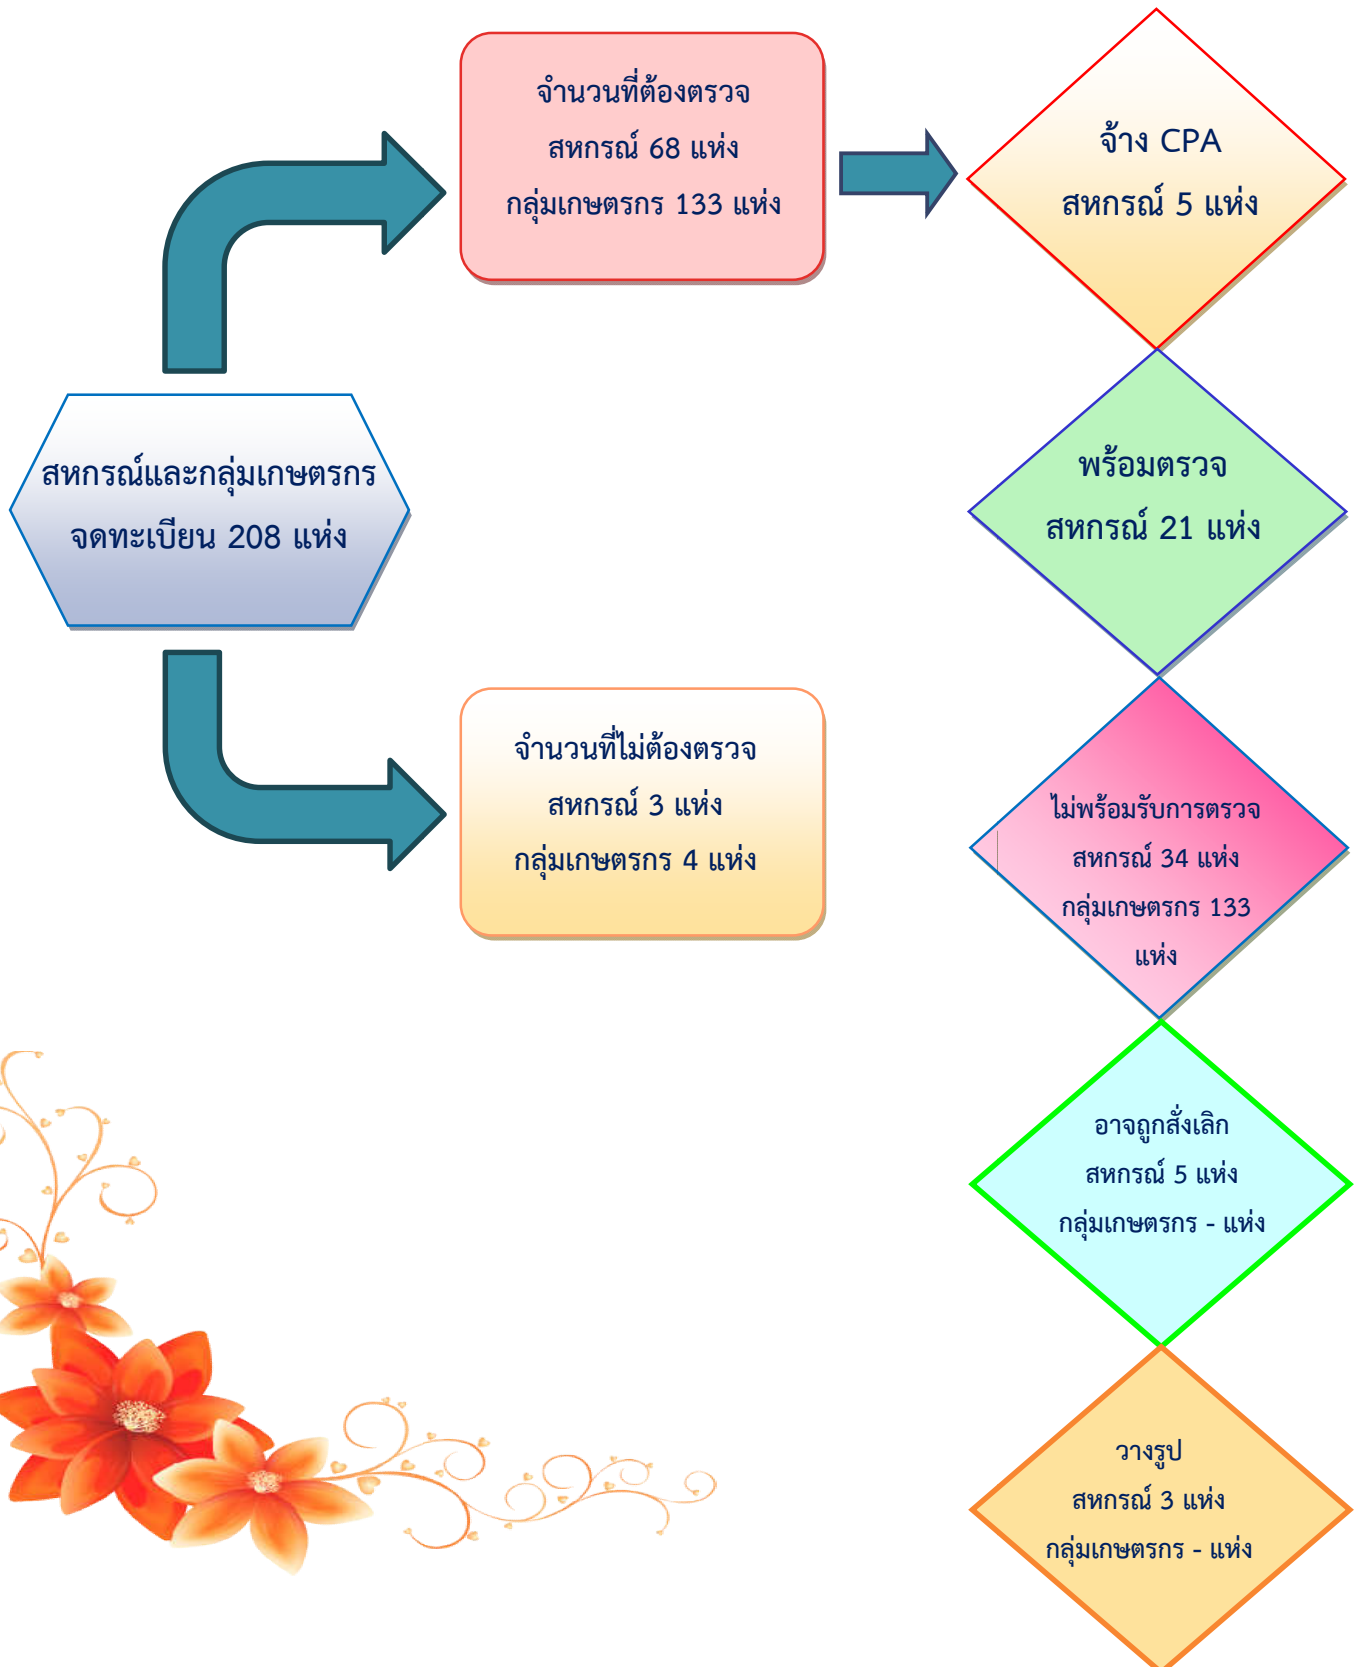 จำนวนที่ต้องตรวจ
สหกรณ์ 68 แห่ง
กลุ่มเกษตรกร 133 แห่ง
จ้าง CPA
สหกรณ์ 5 แห่ง
สหกรณ์และกลุ่มเกษตรกร
จดทะเบียน 208 แห่ง
พร้อมตรวจ
สหกรณ์ 21 แห่ง
จำนวนที่ไม่ต้องตรวจ
สหกรณ์ 3 แห่ง
กลุ่มเกษตรกร 4 แห่ง
ไม่พร้อมรับการตรวจ
สหกรณ์ 34 แห่ง
กลุ่มเกษตรกร 133
แห่ง
อาจถูกสั่งเลิก
สหกรณ์ 5 แห่ง
กลุ่มเกษตรกร - แห่ง
วางรูป
สหกรณ์ 3 แห่ง
กลุ่มเกษตรกร - แห่ง